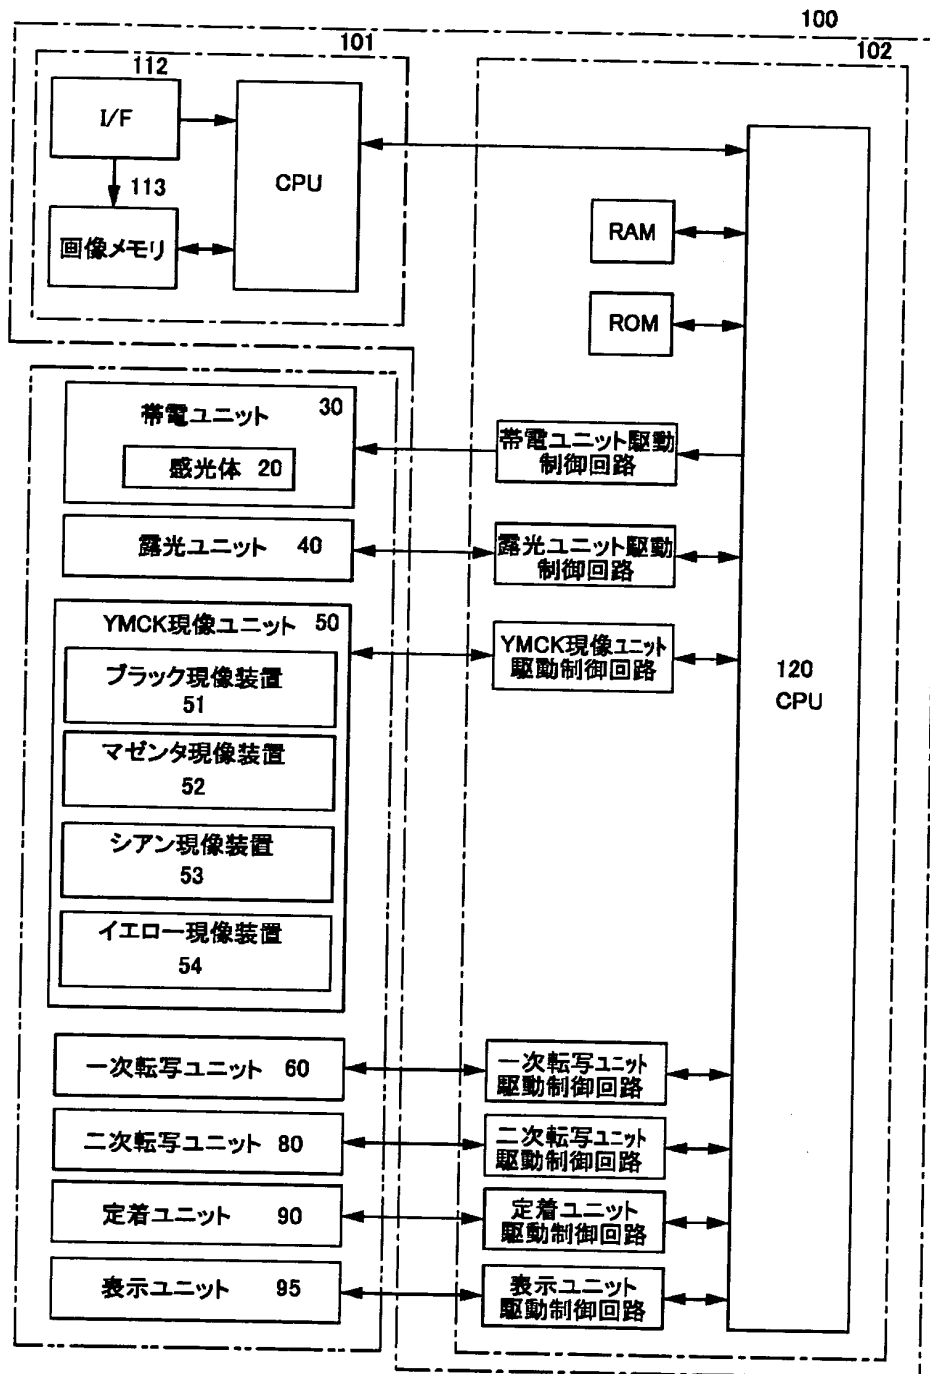 100
101
102
112
I/F
CPU
113
画像メモリ
RAM
ROM
帯電ユニット 30
感光体 20
帯電ユニット駆動
制御回路
露光ユニット 40
露光ユニット駆動
制御回路
YMCK現像ユニット 50
YMCK現像ユニット
駆動制御回路
ブラック現像装置
51
マゼンタ現像装置
52
シアン現像装置
53
イエロー現像装置
54
120
CPU
一次転写ユニット 60
一次転写ユニット
駆動制御回路
二次転写ユニット 80
二次転写ユニット
駆動制御回路
定着ユニット 90
定着ユニット
駆動制御回路
表示ユニット 95
表示ユニット
駆動制御回路